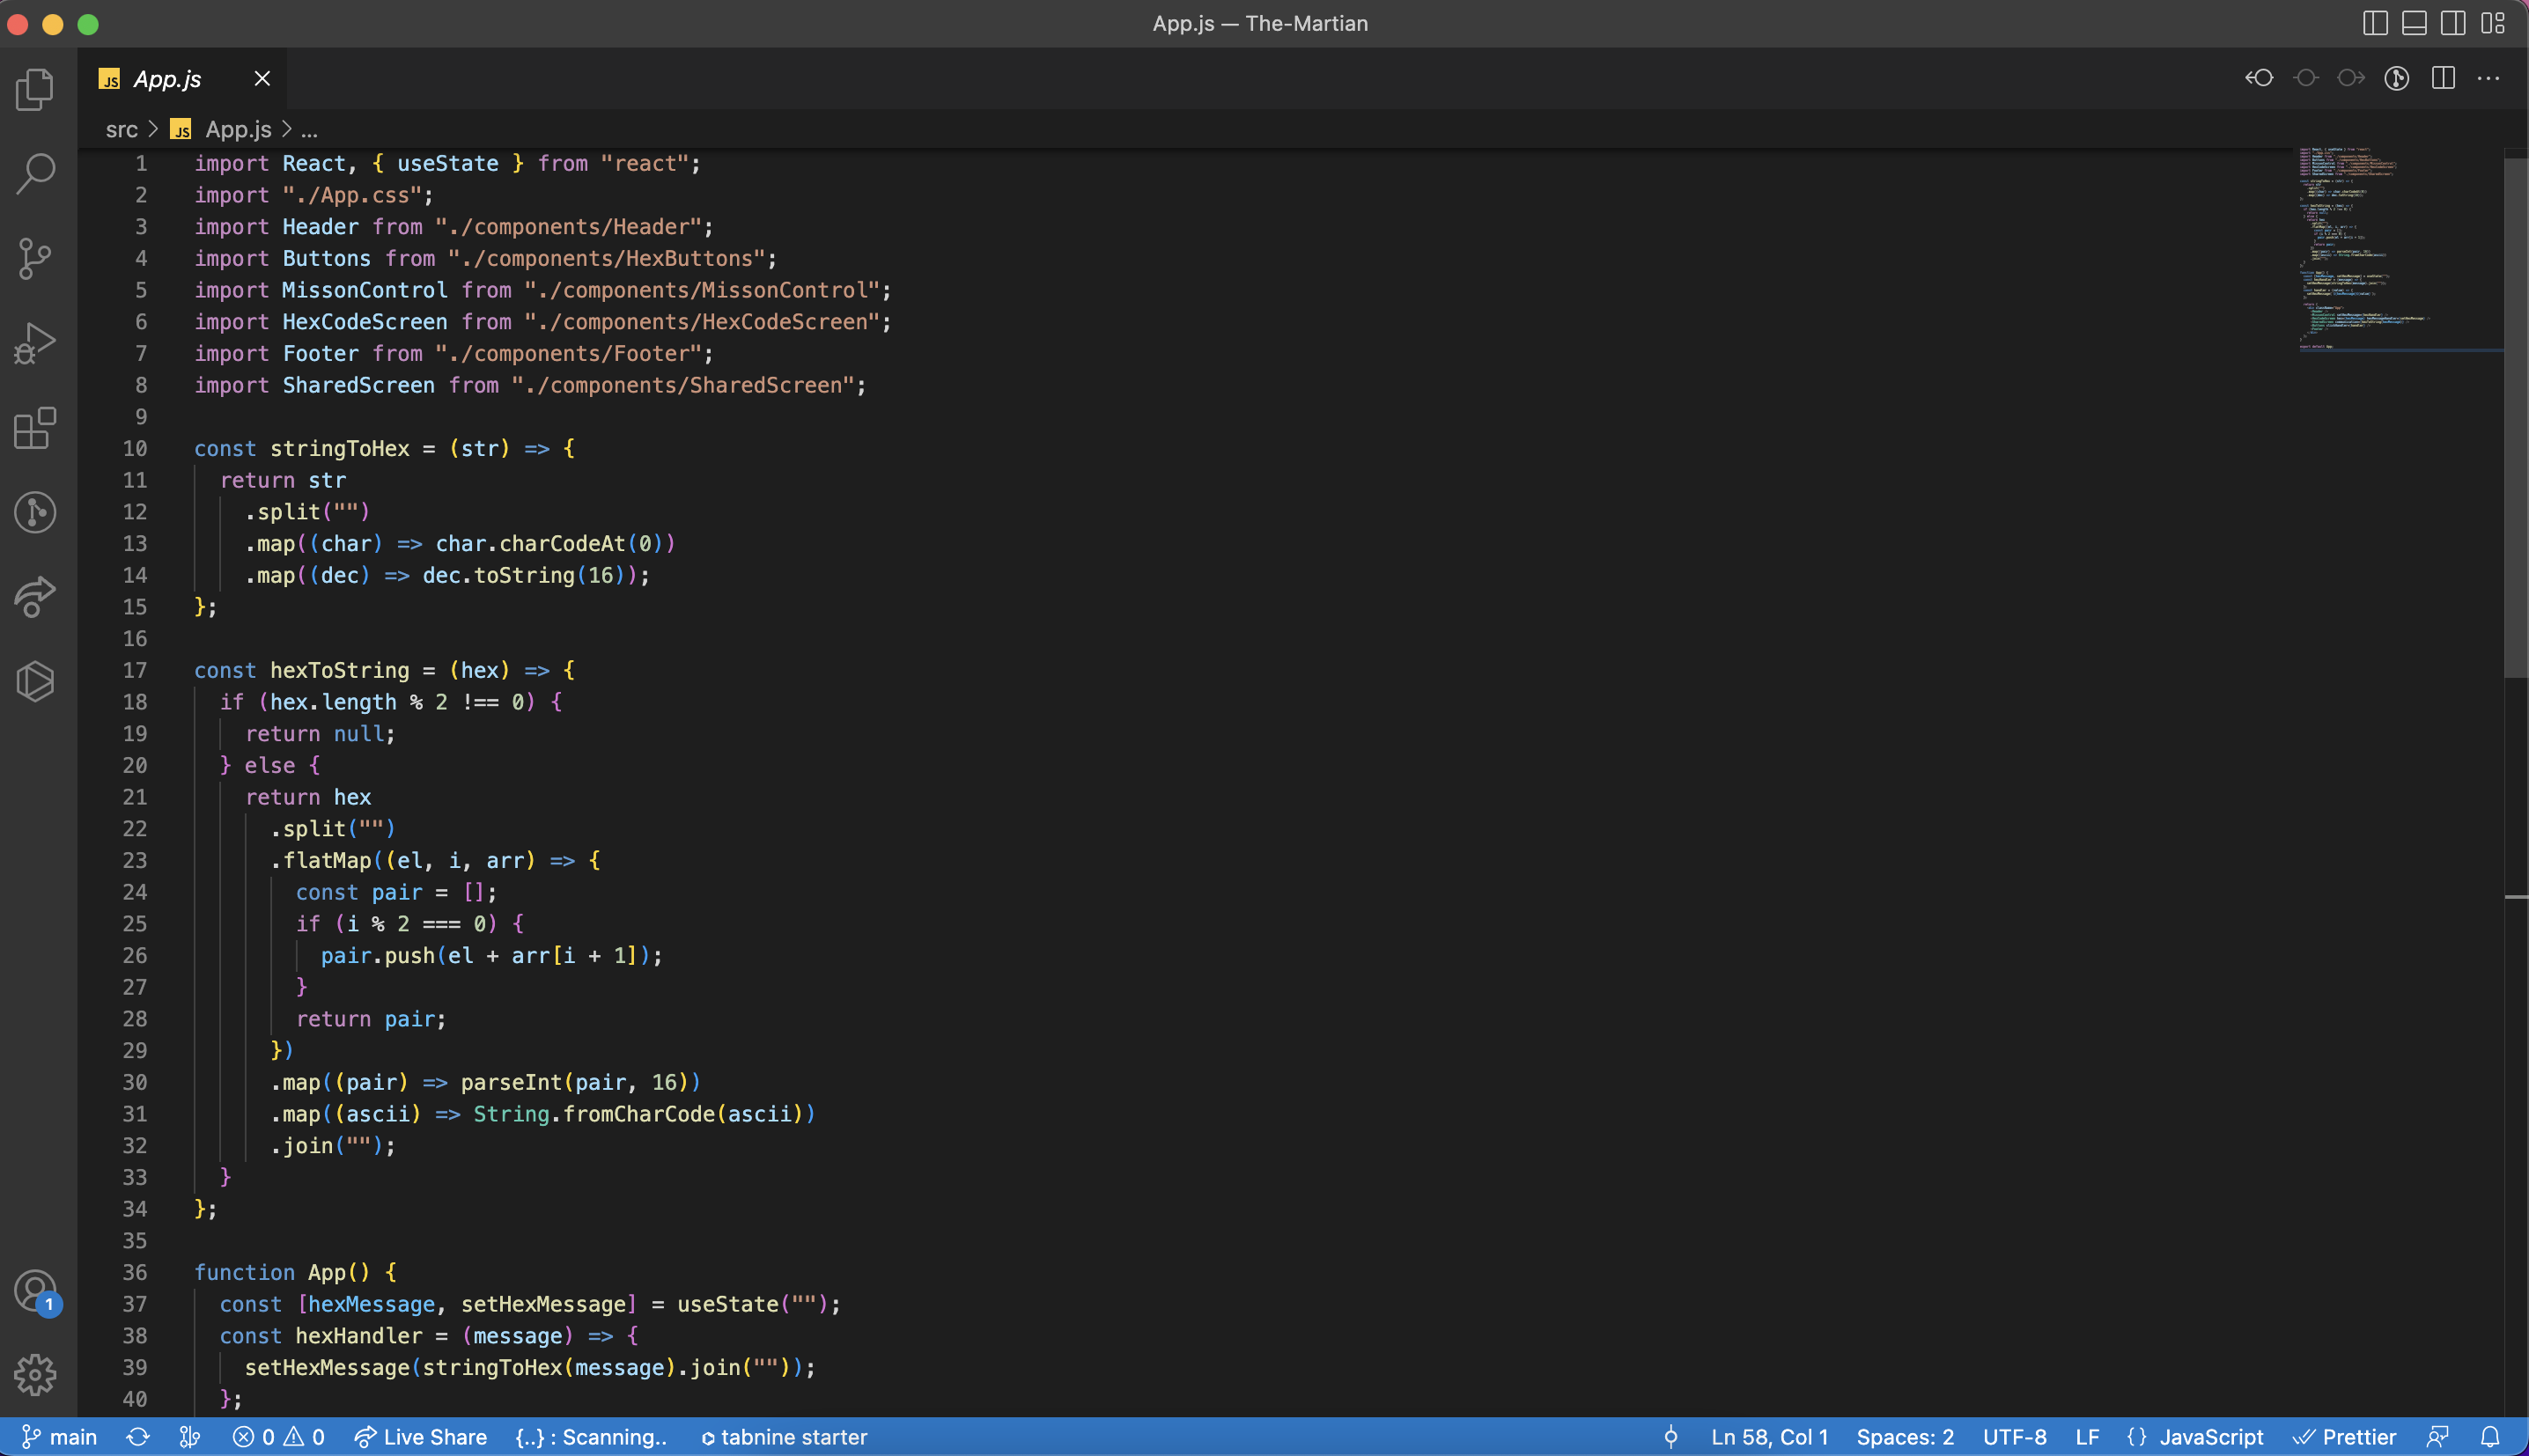 App.js — The-Martian
JS App.js
src > JS App.js > ...
1 import React, { useState } from "react";
2 import "./App.css";
3 import Header from "./components/Header";
4 import Buttons from "./components/HexButtons";
5 import MissonControl from "./components/MissonControl";
6 import HexCodeScreen from "./components/HexCodeScreen";
7 import Footer from "./components/Footer";
8 import SharedScreen from "./components/SharedScreen";
9
10 const stringToHex = (str) => {
11   return str
12     .split("")
13     .map((char) => char.charCodeAt(0))
14     .map((dec) => dec.toString(16));
15 };
16
17 const hexToString = (hex) => {
18   if (hex.length % 2 !== 0) {
19     return null;
20   } else {
21     return hex
22       .split("")
23       .flatMap((el, i, arr) => {
24         const pair = [];
25         if (i % 2 === 0) {
26           pair.push(el + arr[i + 1]);
27         }
28         return pair;
29       })
30       .map((pair) => parseInt(pair, 16))
31       .map((ascii) => String.fromCharCode(ascii))
32       .join("");
33   }
34 };
35
36 function App() {
37   const [hexMessage, setHexMessage] = useState("");
38   const hexHandler = (message) => {
39     setHexMessage(stringToHex(message).join(""));
40   };
1
main 0 0 Live Share {..} : Scanning.. tabnine starter Ln 58, Col 1 Spaces: 2 UTF-8 LF {} JavaScript Prettier